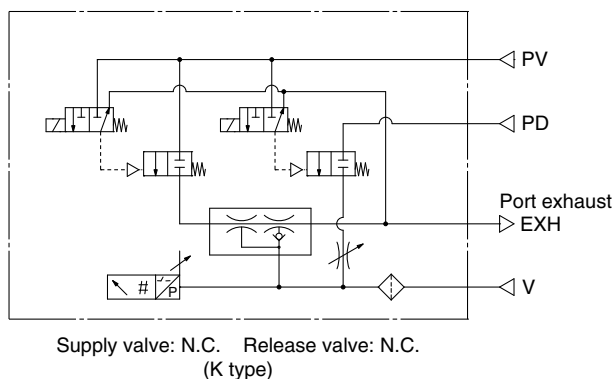 PV
PD
Port exhaust
EXH
# P
V
Supply valve: N.C. Release valve: N.C.
(K type)